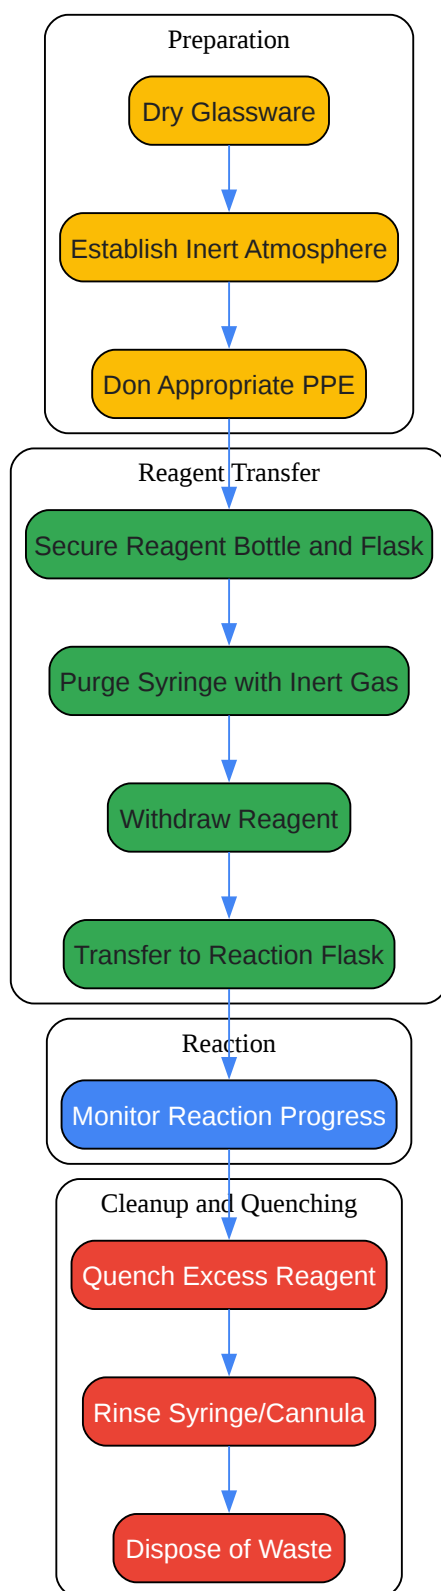 Preparation
Dry Glassware
Establish Inert Atmosphere
Don Appropriate PPE
Reagent Transfer
Secure Reagent Bottle and Flask
Purge Syringe with Inert Gas
Withdraw Reagent
Transfer to Reaction Flask
Reaction
Monitor Reaction Progress
Cleanup and Quenching
Quench Excess Reagent
Rinse Syringe/Cannula
Dispose of Waste